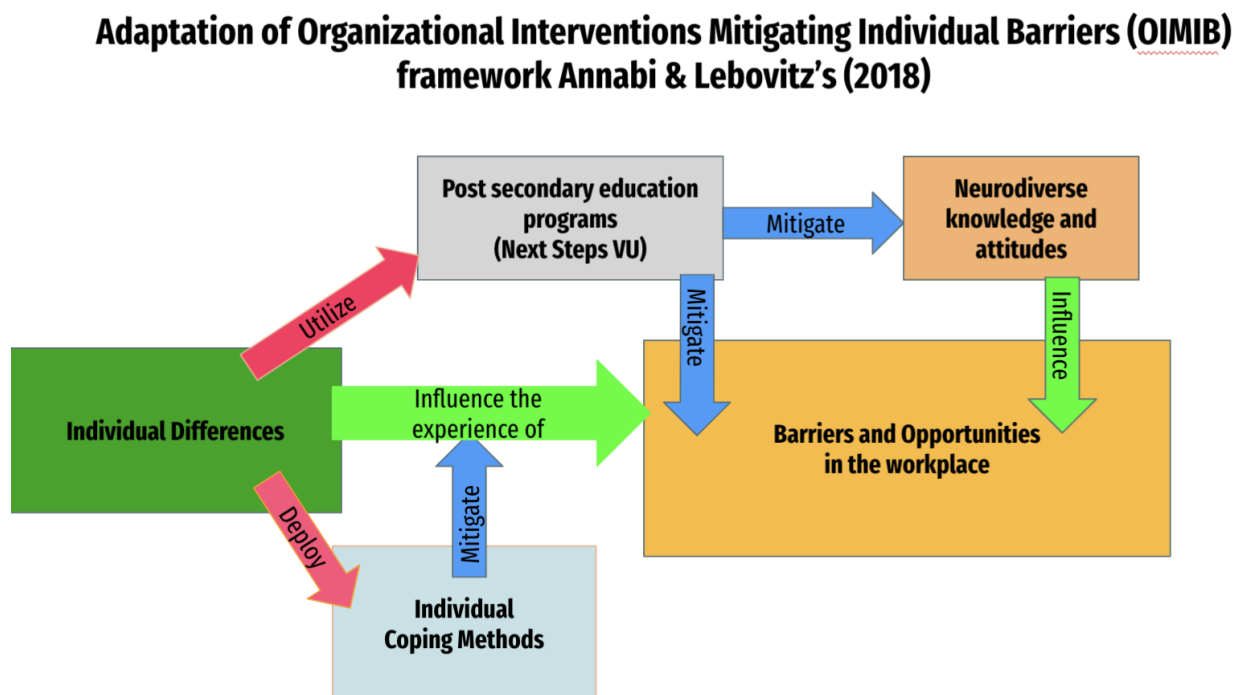 Adaptation of Organizational Interventions Mitigating Individual Barriers (OIMIB)
framework Annabi & Lebovitz's (2018)
Post secondary education
programs
(Next Steps VU)
Mitigate
Neurodiverse
knowledge and
attitudes
Utilize
Mitigate
Influence
Individual Differences
Influence the
experience of
Barriers and Opportunities
in the workplace
Deploy
Mitigate
Individual
Coping Methods